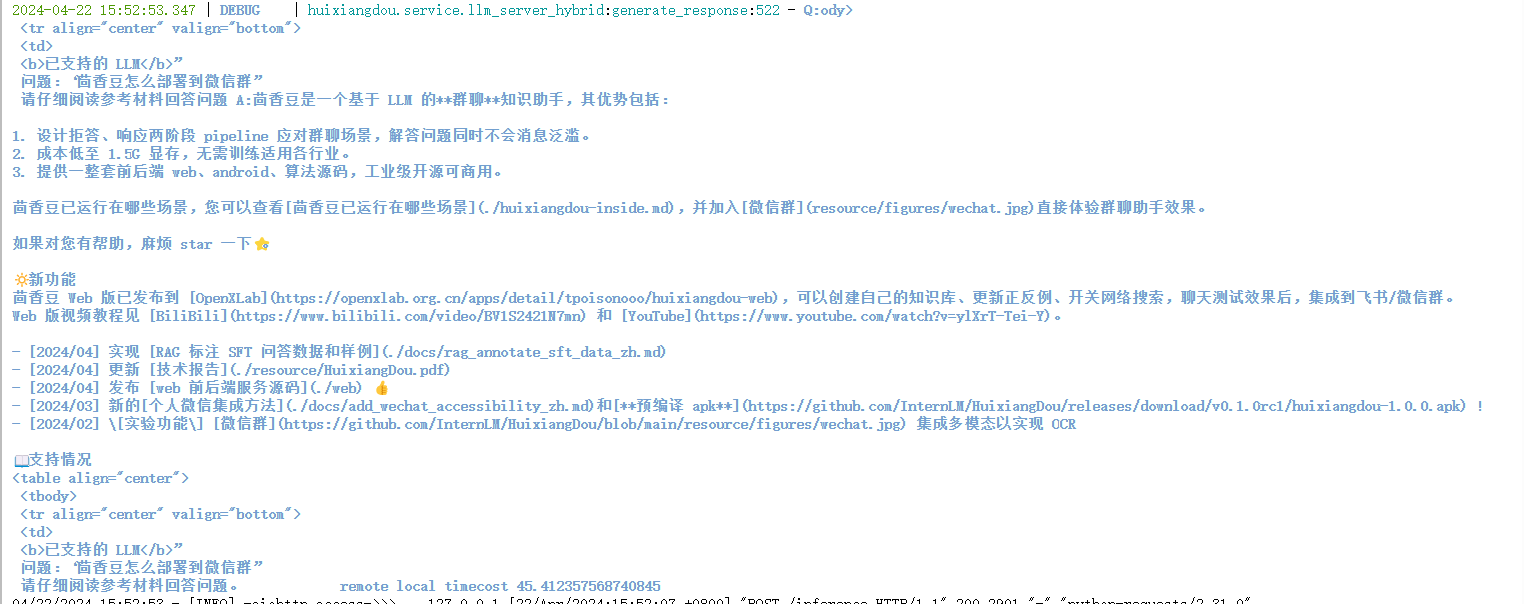 2024-04-22 15:52:53.347 | DEBUG    | huixiangdou.service.llm_server_hybrid:generate_response:522 - Q:ody>
<tr align="center" valign="bottom">
<td>
<b>已支持的 LLM</b>”
问题：“茴香豆怎么部署到微信群”
请仔细阅读参考材料回答问题 A:茴香豆是一个基于 LLM 的**群聊**知识助手，其优势包括：
1. 设计拒答、响应两阶段 pipeline 应对群聊场景，解答问题同时不会消息泛滥。
2. 成本低至 1.5G 显存，无需训练适用各行业。
3. 提供一整套前后端 web、android、算法源码，工业级开源可商用。
茴香豆已运行在哪些场景，您可以查看[茴香豆已运行在哪些场景](./huixiangdou-inside.md)，并加入[微信群](resource/figures/wechat.jpg)直接体验群聊助手效果。
如果对您有帮助，麻烦 star 一下⭐
🔆新功能
茴香豆 Web 版已发布到 [OpenXLab](https://openxlab.org.cn/apps/detail/tpoisonooo/huixiangdou-web)，可以创建自己的知识库、更新正反例、开关网络搜索，聊天测试效果后，集成到飞书/微信群。
Web 版视频教程见 [BiliBili](https://www.bilibili.com/video/BV1S2421N7mn) 和 [YouTube](https://www.youtube.com/watch?v=ylXrT-Tei-Y)。
- [2024/04] 实现 [RAG 标注 SFT 问答数据和样例](./docs/rag_annotate_sft_data_zh.md)
- [2024/04] 更新 [技术报告](./resource/HuixiangDou.pdf)
- [2024/04] 发布 [web 前后端服务源码](./web) 👍
- [2024/03] 新的[个人微信集成方法](./docs/add_wechat_accessibility_zh.md)和[**预编译 apk**](https://github.com/InternLM/HuixiangDou/releases/download/v0.1.0rc1/huixiangdou-1.0.0.apk) !
- [2024/02] \[实验功能\] [微信群](https://github.com/InternLM/HuixiangDou/blob/main/resource/figures/wechat.jpg) 集成多模态以实现 OCR
📖支持情况
<table align="center">
<tbody>
<tr align="center" valign="bottom">
<td>
<b>已支持的 LLM</b>”
问题：“茴香豆怎么部署到微信群”
请仔细阅读参考材料回答问题。 remote local timecost 45.412357568740845